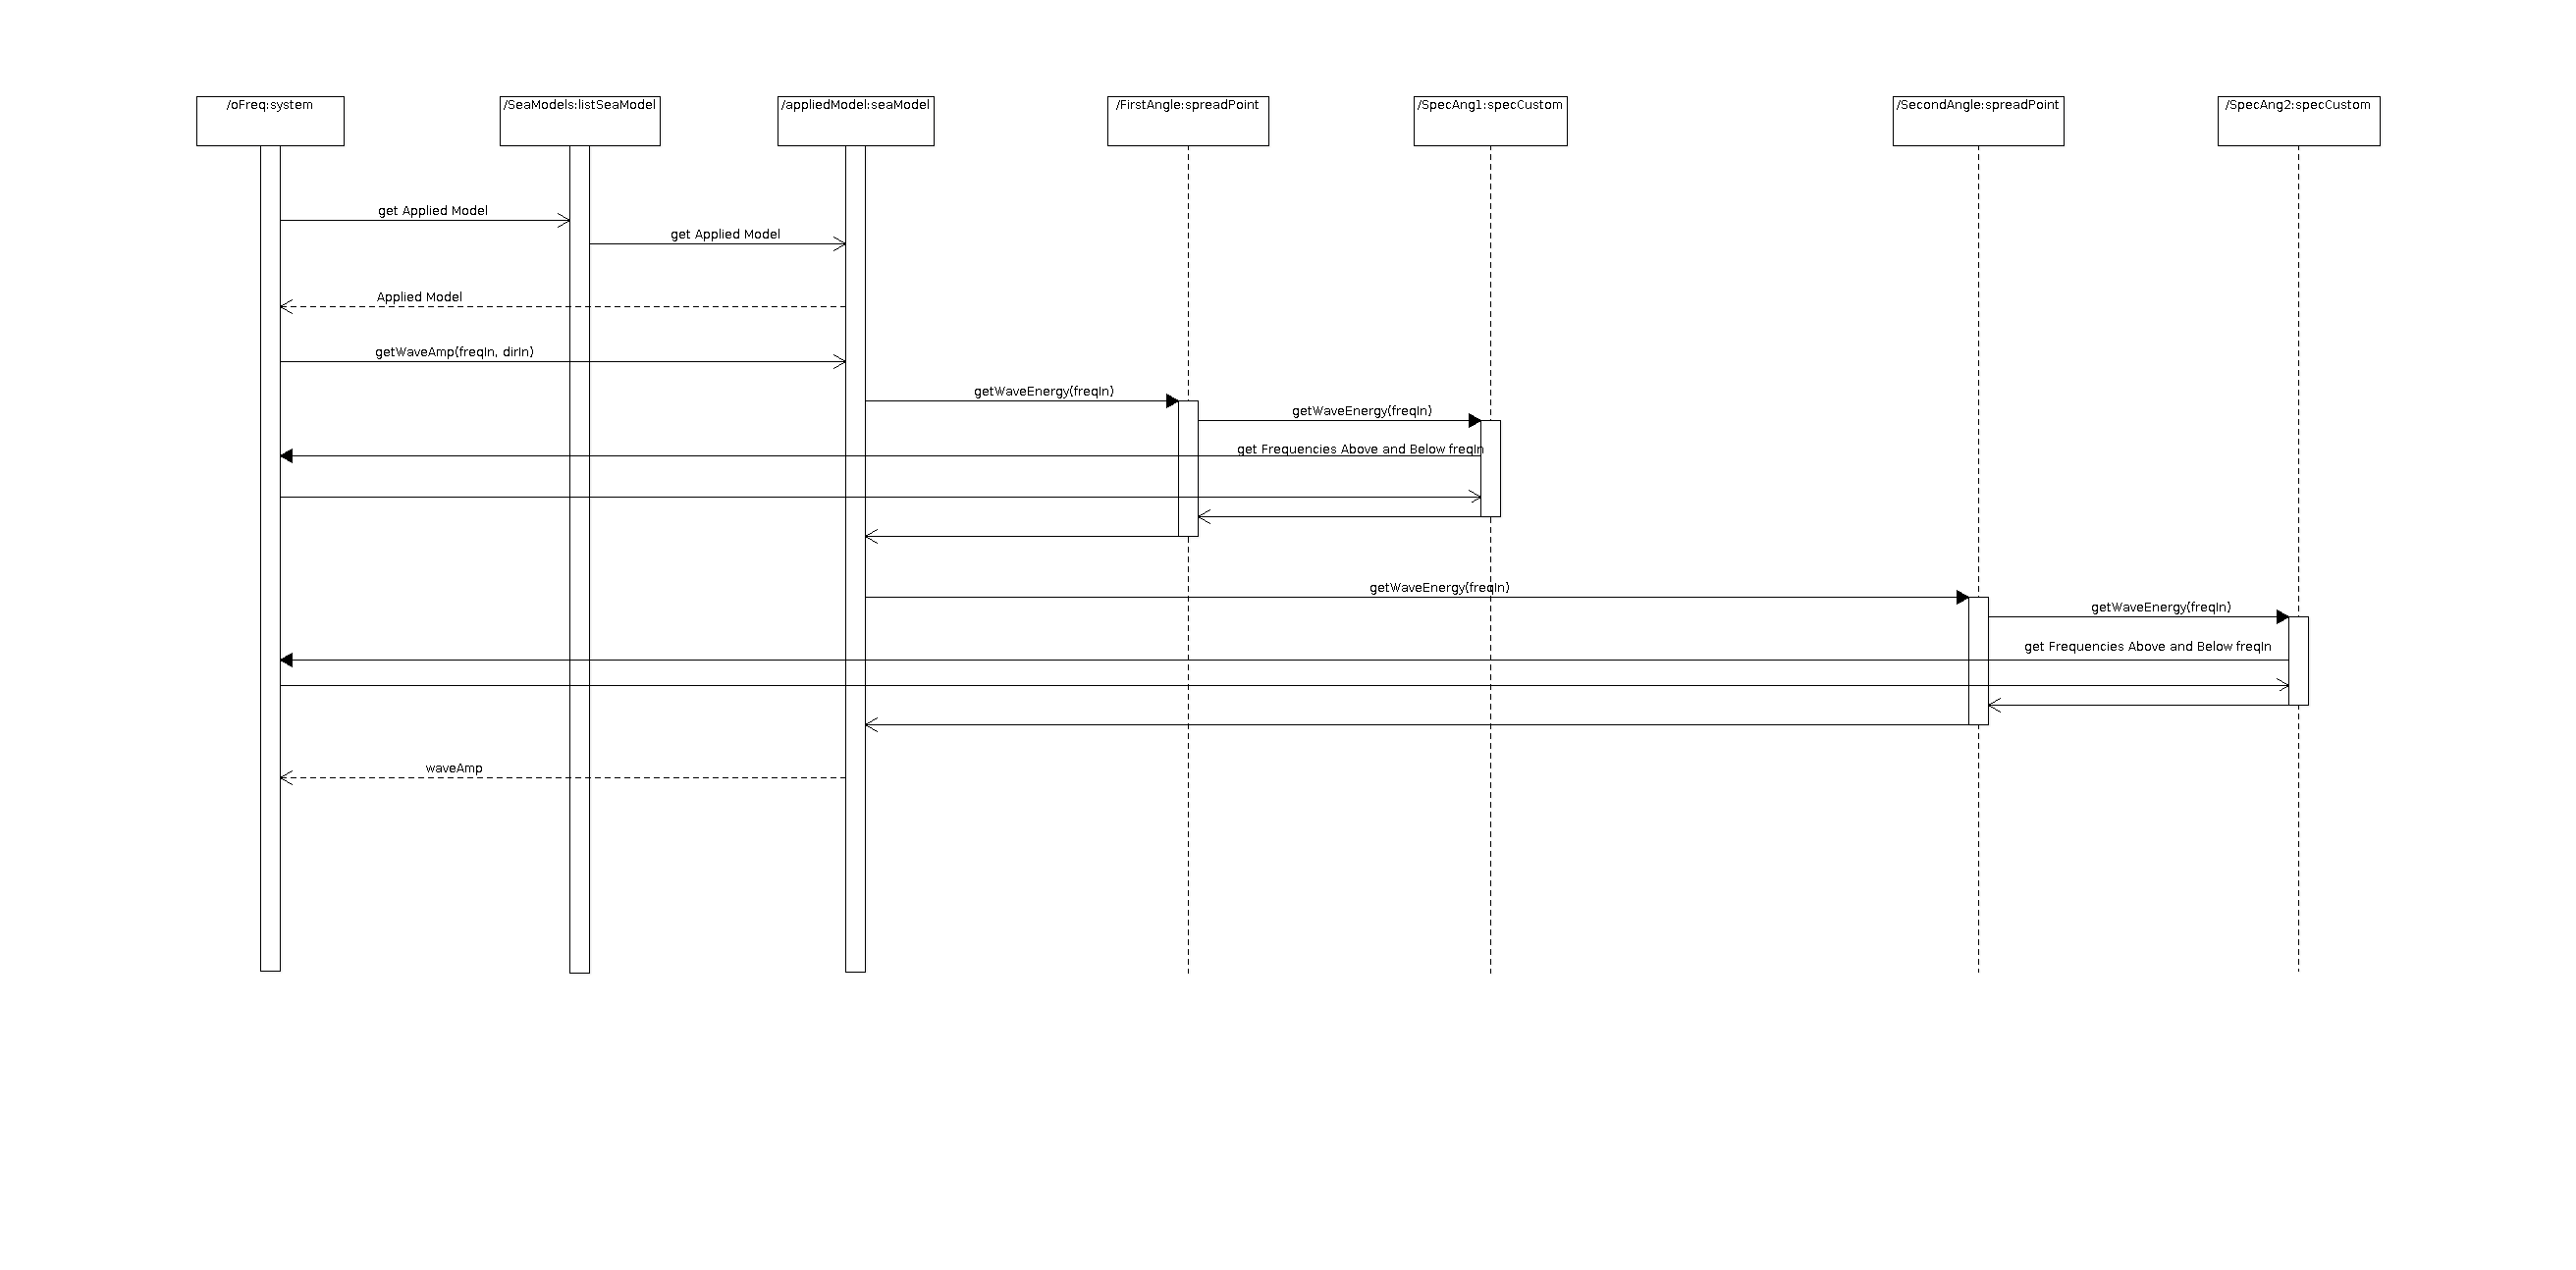 /oFreq:system
/SeaModels:listSeaModel
/appliedModel:seaModel
/FirstAngle:spreadPoint
/SpecAng1:specCustom
/SecondAngle:spreadPoint
/SpecAng2:specCustom
get Applied Model
get Applied Model
Applied Model
getWaveAmp(freqIn, dirIn)
getWaveEnergy(freqIn)
getWaveEnergy(freqIn)
get Frequencies Above and Below freqIn
getWaveEnergy(freqIn)
getWaveEnergy(freqIn)
get Frequencies Above and Below freqIn
waveAmp